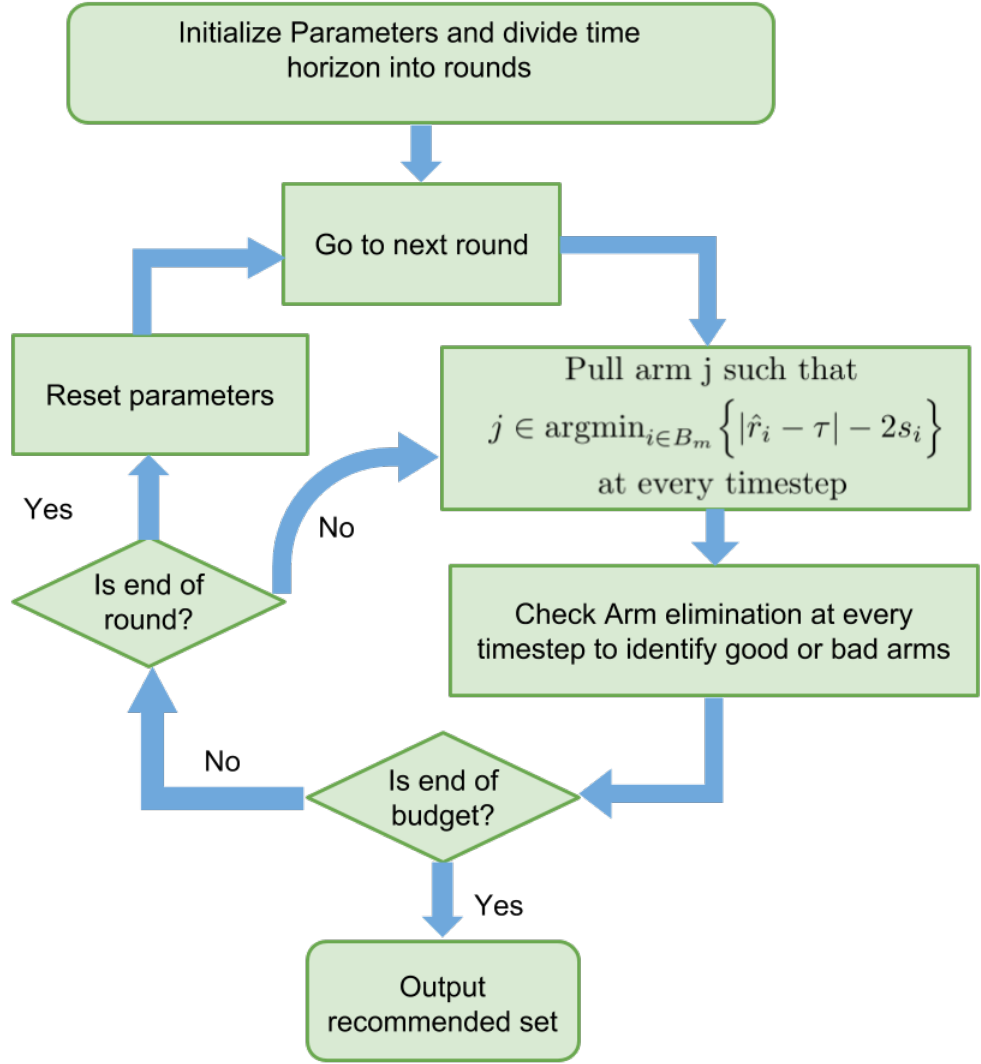 Initialize Parameters and divide time
horizon into rounds
Go to next round
Reset parameters
Pull arm j such that
j ∈ argmin_{i∈B_m} {|r̂_i − τ| − 2s_i}
at every timestep
Yes
No
Is end of
round?
Check Arm elimination at every
timestep to identify good or bad arms
No
Is end of
budget?
Yes
Output
recommended set